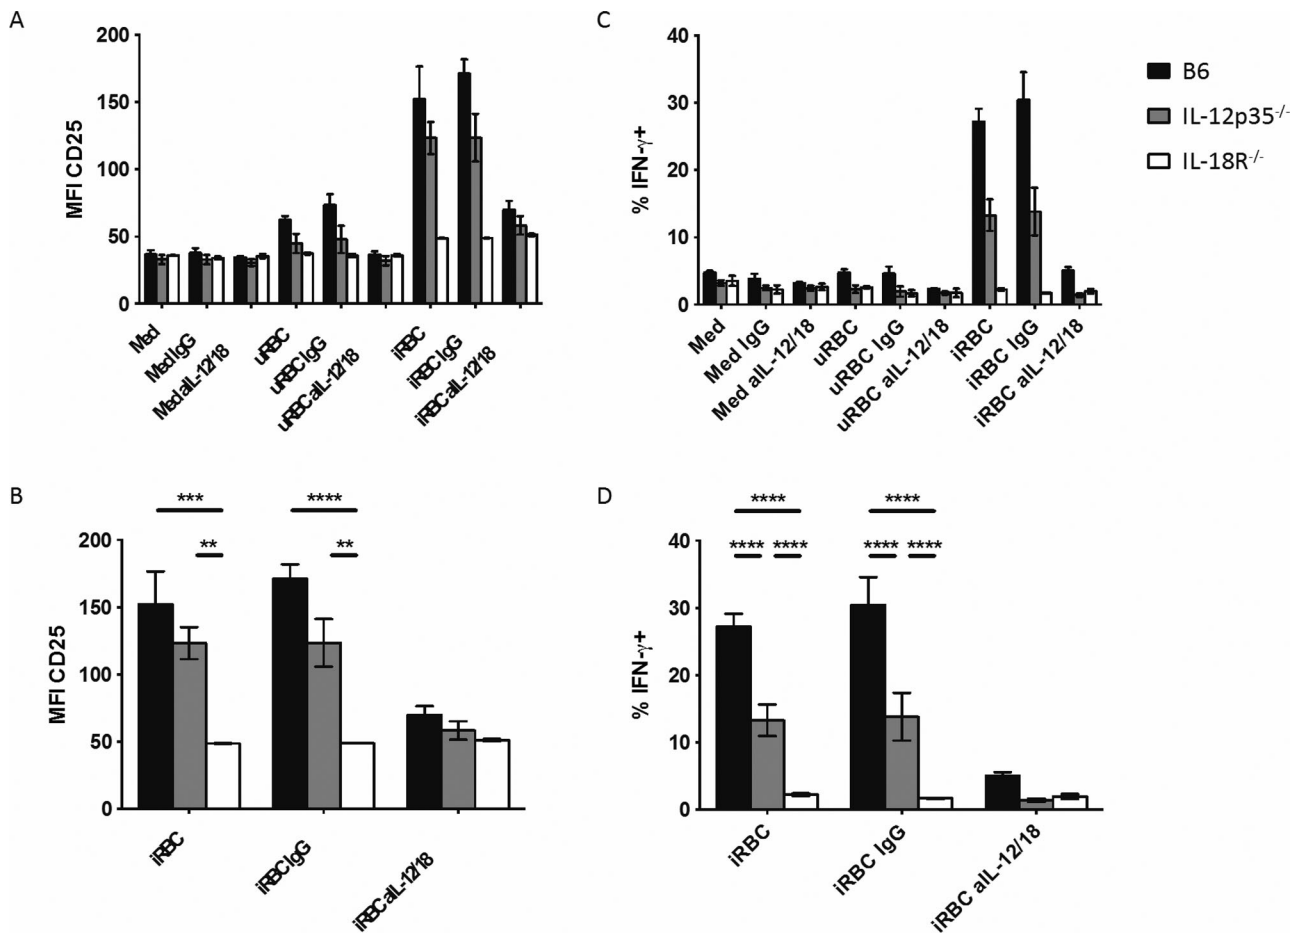 A
MFI CD25
200
150
100
50
0
Med
Med IgG
Med aIL-12/18
uRBC
uRBC IgG
uRBC aIL-12/18
iRBC
iRBC IgG
iRBC aIL-12/18
C
% IFN-γ+
40
30
20
10
0
Med
Med IgG
Med aIL-12/18
uRBC
uRBC IgG
uRBC aIL-12/18
iRBC
iRBC IgG
iRBC aIL-12/18
B6
IL-12p35-/-
IL-18R-/-
B
MFI CD25
200
150
100
50
0
***
**
****
**
iRBC
iRBC IgG
iRBC aIL-12/18
D
% IFN-γ+
40
30
20
10
0
****
**** ****
****
**** ****
iRBC
iRBC IgG
iRBC aIL-12/18